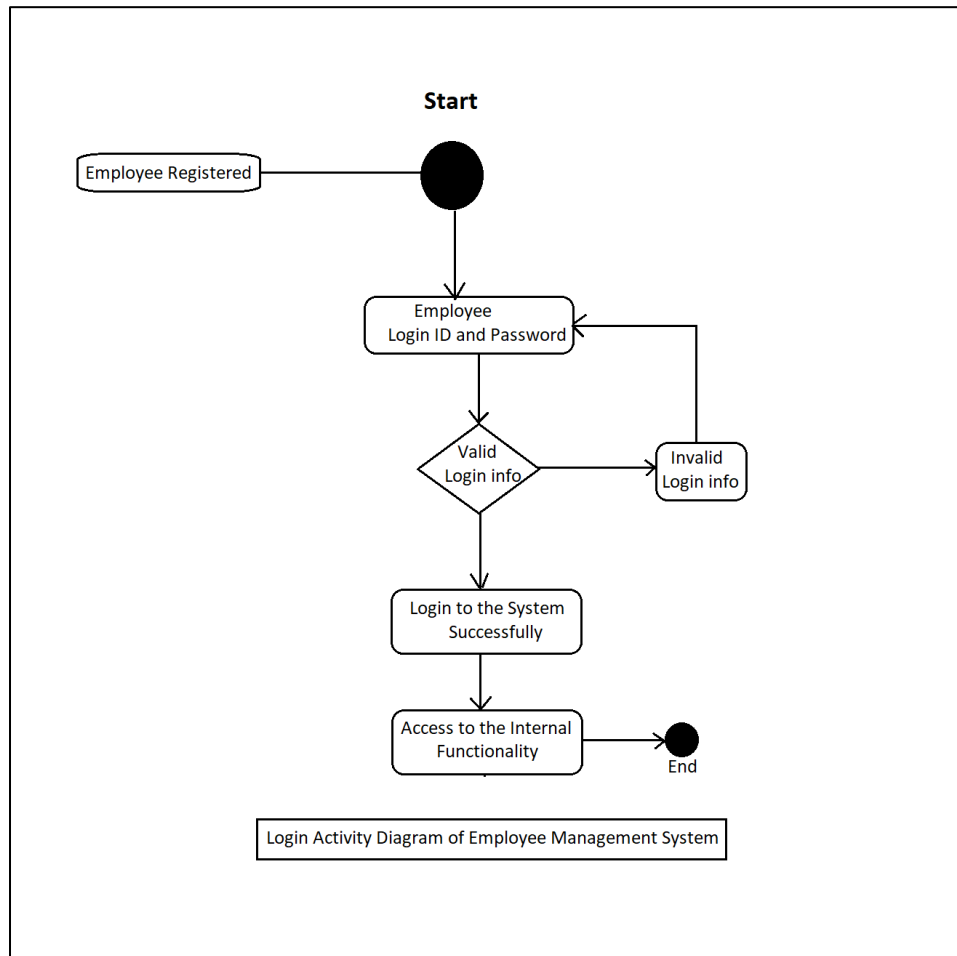 Start
Employee Registered
Employee
Login ID and Password
Valid
Login info
Invalid
Login info
Login to the System
Successfully
Access to the Internal
Functionality
End
Login Activity Diagram of Employee Management System